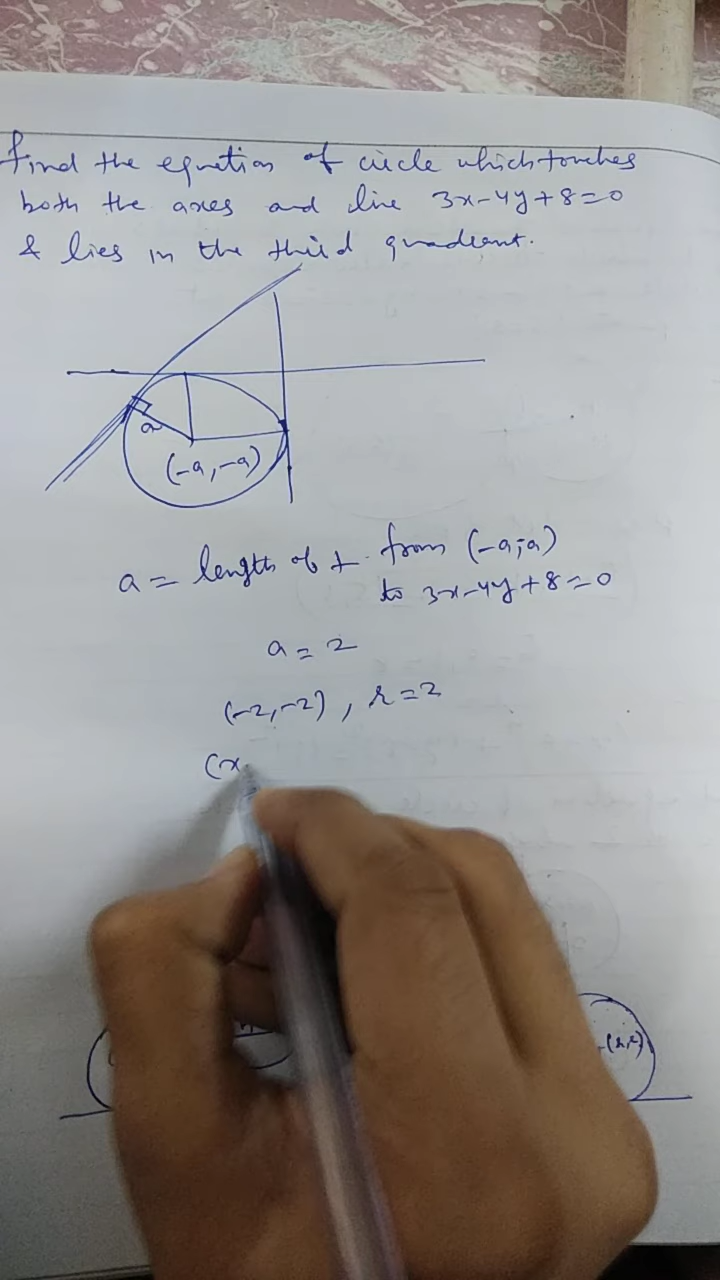 Find the equation of circle which touches
both the axes and line 3x-4y+8=0
& lies in the third quadrant.
a
(-a,-a)
a = length of ⊥ from (-a,-a)
to 3x-4y+8=0
a = 2
(-2,-2), r=2
(x
(r,r)